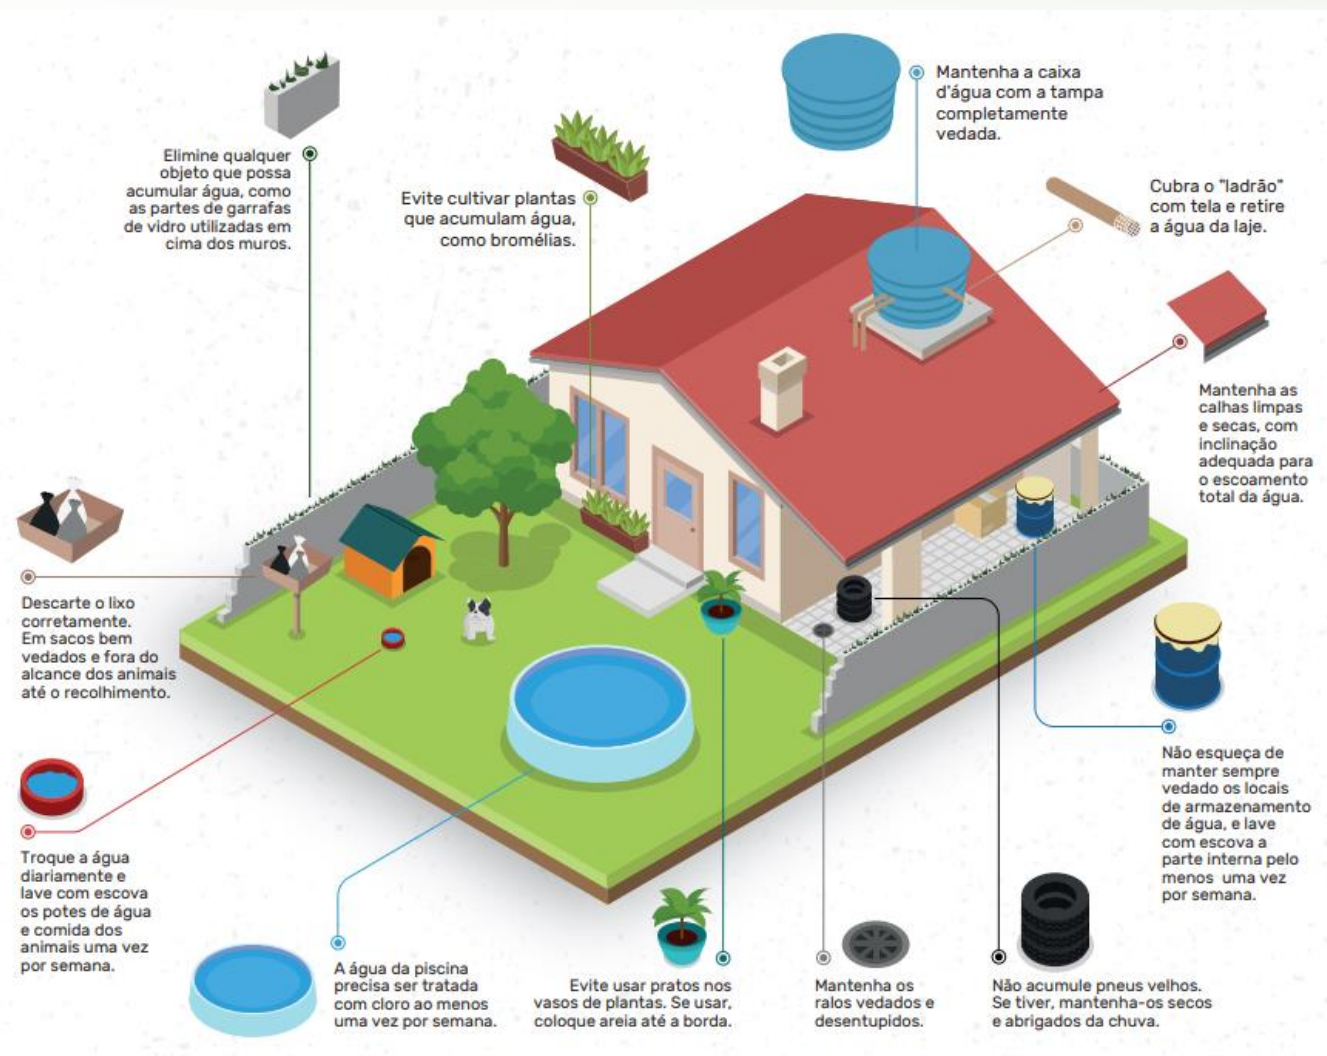 Mantenha a caixa
d'água com a tampa
completamente
vedada.
Elimine qualquer
objeto que possa
acumular água, como
as partes de garrafas
de vidro utilizadas em
cima dos muros.
Evite cultivar plantas
que acumulam água,
como bromélias.
Cubra o "ladrão"
com tela e retire
a água da laje.
Mantenha as
calhas limpas
e secas, com
inclinação
adequada para
o escoamento
total da água.
Descarte o lixo
corretamente.
Em sacos bem
vedados e fora do
alcance dos animais
até o recolhimento.
Não esqueça de
manter sempre
vedado os locais
de armazenamento
de água, e lave
com escova a
parte interna pelo
menos uma vez
por semana.
Troque a água
diariamente e
lave com escova
os potes de água
e comida dos
animais uma vez
por semana.
A água da piscina
precisa ser tratada
com cloro ao menos
uma vez por semana.
Evite usar pratos nos
vasos de plantas. Se usar,
coloque areia até a borda.
Mantenha os
ralos vedados e
desentupidos.
Não acumule pneus velhos.
Se tiver, mantenha-os secos
e abrigados da chuva.